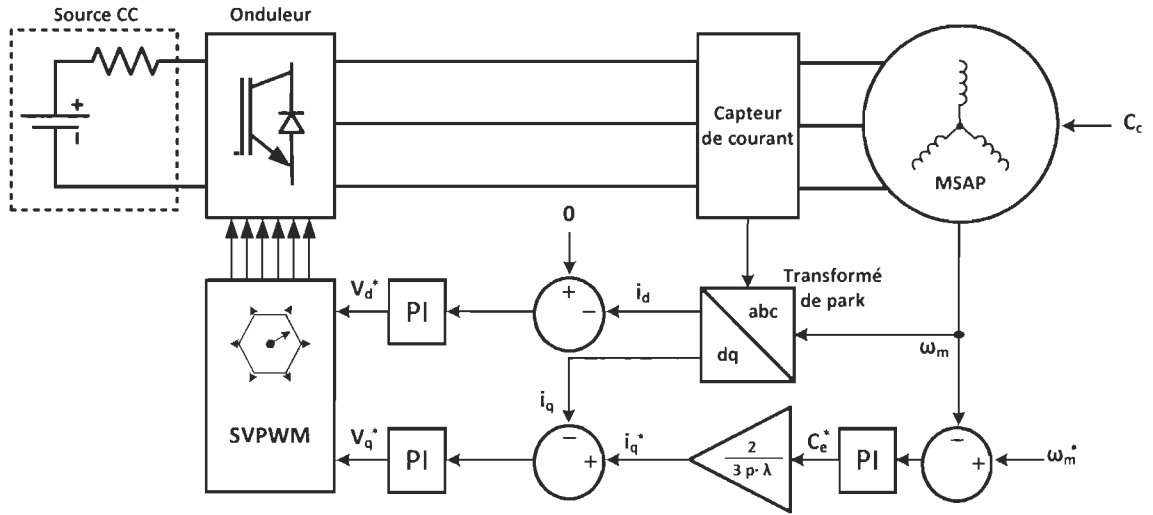 Source CC
Onduleur
+
Capteur
de courant
MSAP
C_c
0
V_d*
PI
+
−
i_d
Transformé
de park
abc
dq
ω_m
i_q
SVPWM
V_q*
PI
−
+
i_q*
2
3 p· λ
C_e*
PI
−
+
ω_m*